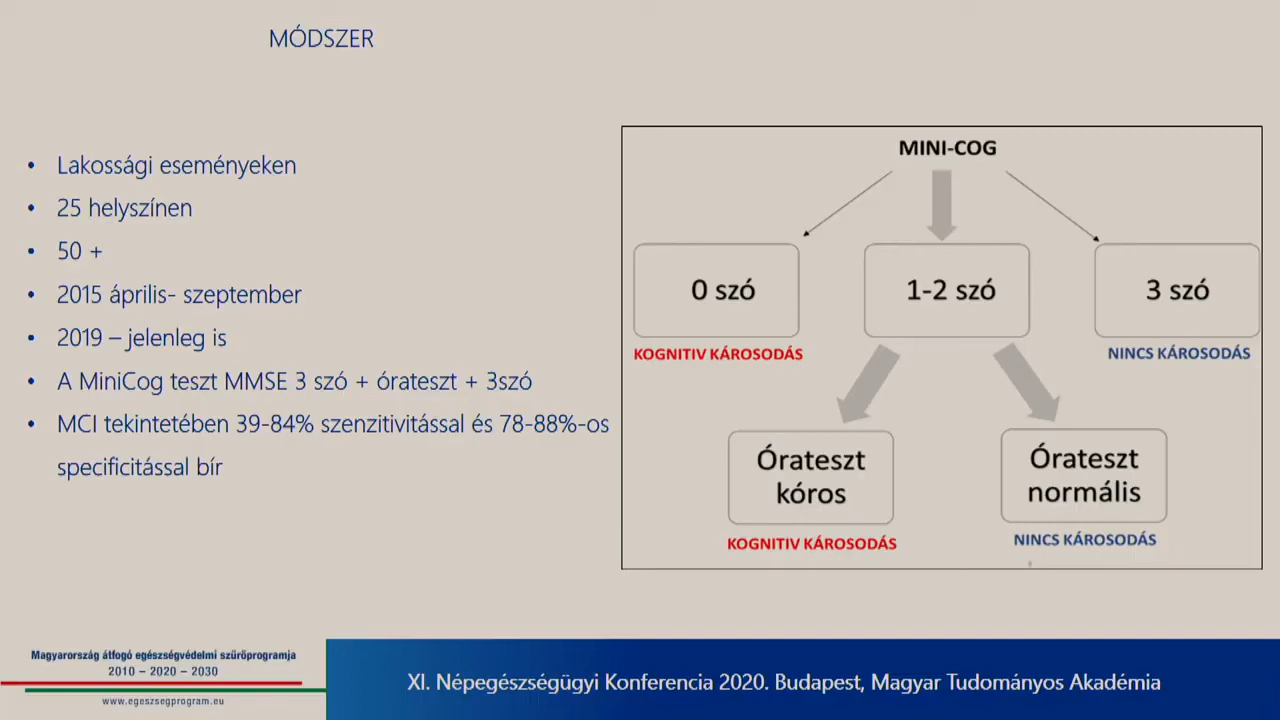 MÓDSZER
• Lakossági eseményeken
• 25 helyszínen
• 50 +
• 2015 április- szeptember
• 2019 – jelenleg is
• A MiniCog teszt MMSE 3 szó + órateszt + 3szó
• MCI tekintetében 39-84% szenzitivitással és 78-88%-os
specificitással bír
MINI-COG
0 szó
1-2 szó
3 szó
KOGNITIV KÁROSODÁS
NINCS KÁROSODÁS
Órateszt
kóros
Órateszt
normális
KOGNITIV KÁROSODÁS
NINCS KÁROSODÁS
Magyarország átfogó egészségvédelmi szűrőprogramja
2010 – 2020 – 2030
www.egeszsegprogram.eu
XI. Népegészségügyi Konferencia 2020. Budapest, Magyar Tudományos Akadémia